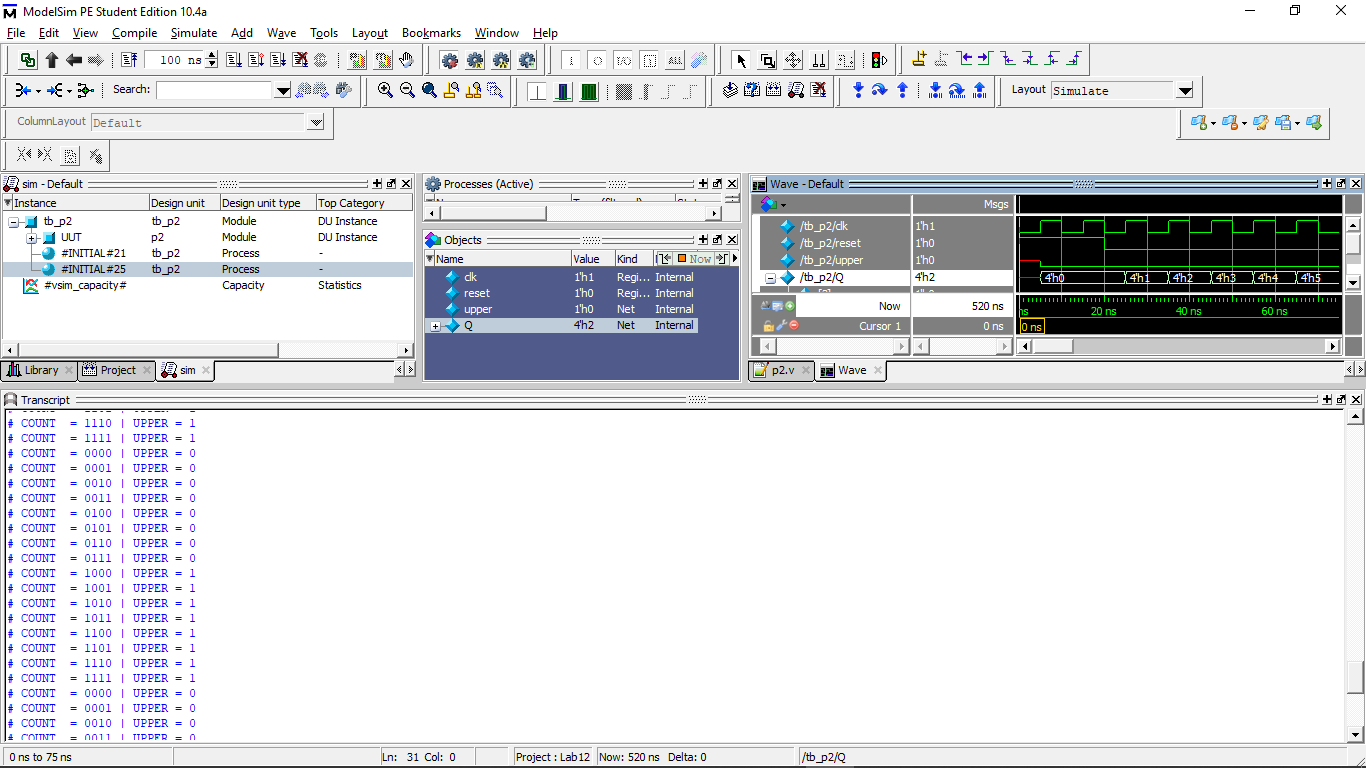 ModelSim PE Student Edition 10.4a
File Edit View Compile Simulate Add Wave Tools Layout Bookmarks Window Help
100 ns
Search:
Layout Simulate
ColumnLayout Default
sim - Default
Instance Design unit Design unit type Top Category
tb_p2 tb_p2 Module DU Instance
UUT p2 Module DU Instance
#INITIAL#21 tb_p2 Process -
#INITIAL#25 tb_p2 Process -
#vsim_capacity# Capacity Statistics
Library Project sim
Processes (Active)
Objects
Name Value Kind Now
clk 1'h1 Regi... Internal
reset 1'h0 Regi... Internal
upper 1'h0 Net Internal
Q 4'h2 Net Internal
Wave - Default
Msgs
/tb_p2/clk 1'h1
/tb_p2/reset 1'h0
/tb_p2/upper 1'h0
/tb_p2/Q 4'h2 4'h0 4'h1 4'h2 4'h3 4'h4 4'h5
Now 520 ns ns 20 ns 40 ns 60 ns
Cursor 1 0 ns 0 ns
p2.v Wave
Transcript
# COUNT = 1110 | UPPER = 1
# COUNT = 1111 | UPPER = 1
# COUNT = 0000 | UPPER = 0
# COUNT = 0001 | UPPER = 0
# COUNT = 0010 | UPPER = 0
# COUNT = 0011 | UPPER = 0
# COUNT = 0100 | UPPER = 0
# COUNT = 0101 | UPPER = 0
# COUNT = 0110 | UPPER = 0
# COUNT = 0111 | UPPER = 0
# COUNT = 1000 | UPPER = 1
# COUNT = 1001 | UPPER = 1
# COUNT = 1010 | UPPER = 1
# COUNT = 1011 | UPPER = 1
# COUNT = 1100 | UPPER = 1
# COUNT = 1101 | UPPER = 1
# COUNT = 1110 | UPPER = 1
# COUNT = 1111 | UPPER = 1
# COUNT = 0000 | UPPER = 0
# COUNT = 0001 | UPPER = 0
# COUNT = 0010 | UPPER = 0
# COUNT = 0011 | UPPER = 0
0 ns to 75 ns Ln: 31 Col: 0 Project : Lab12 Now: 520 ns Delta: 0 /tb_p2/Q